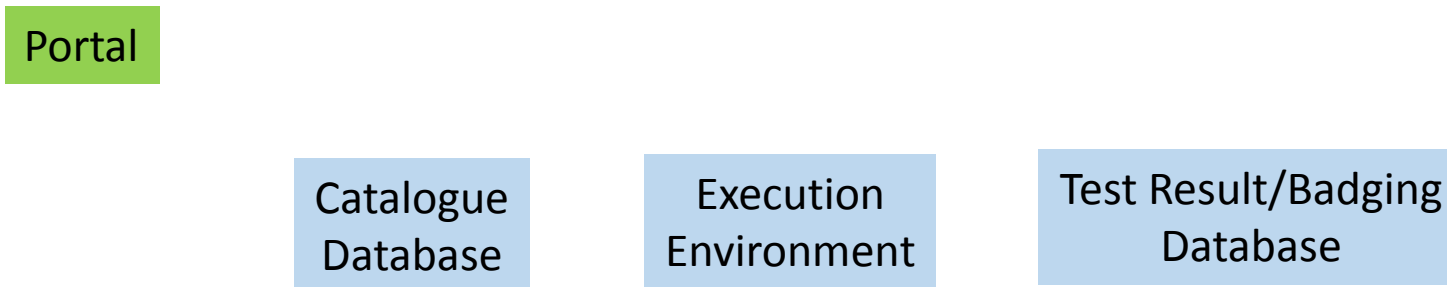 Portal
Catalogue
Database
Execution
Environment
Test Result/Badging
Database